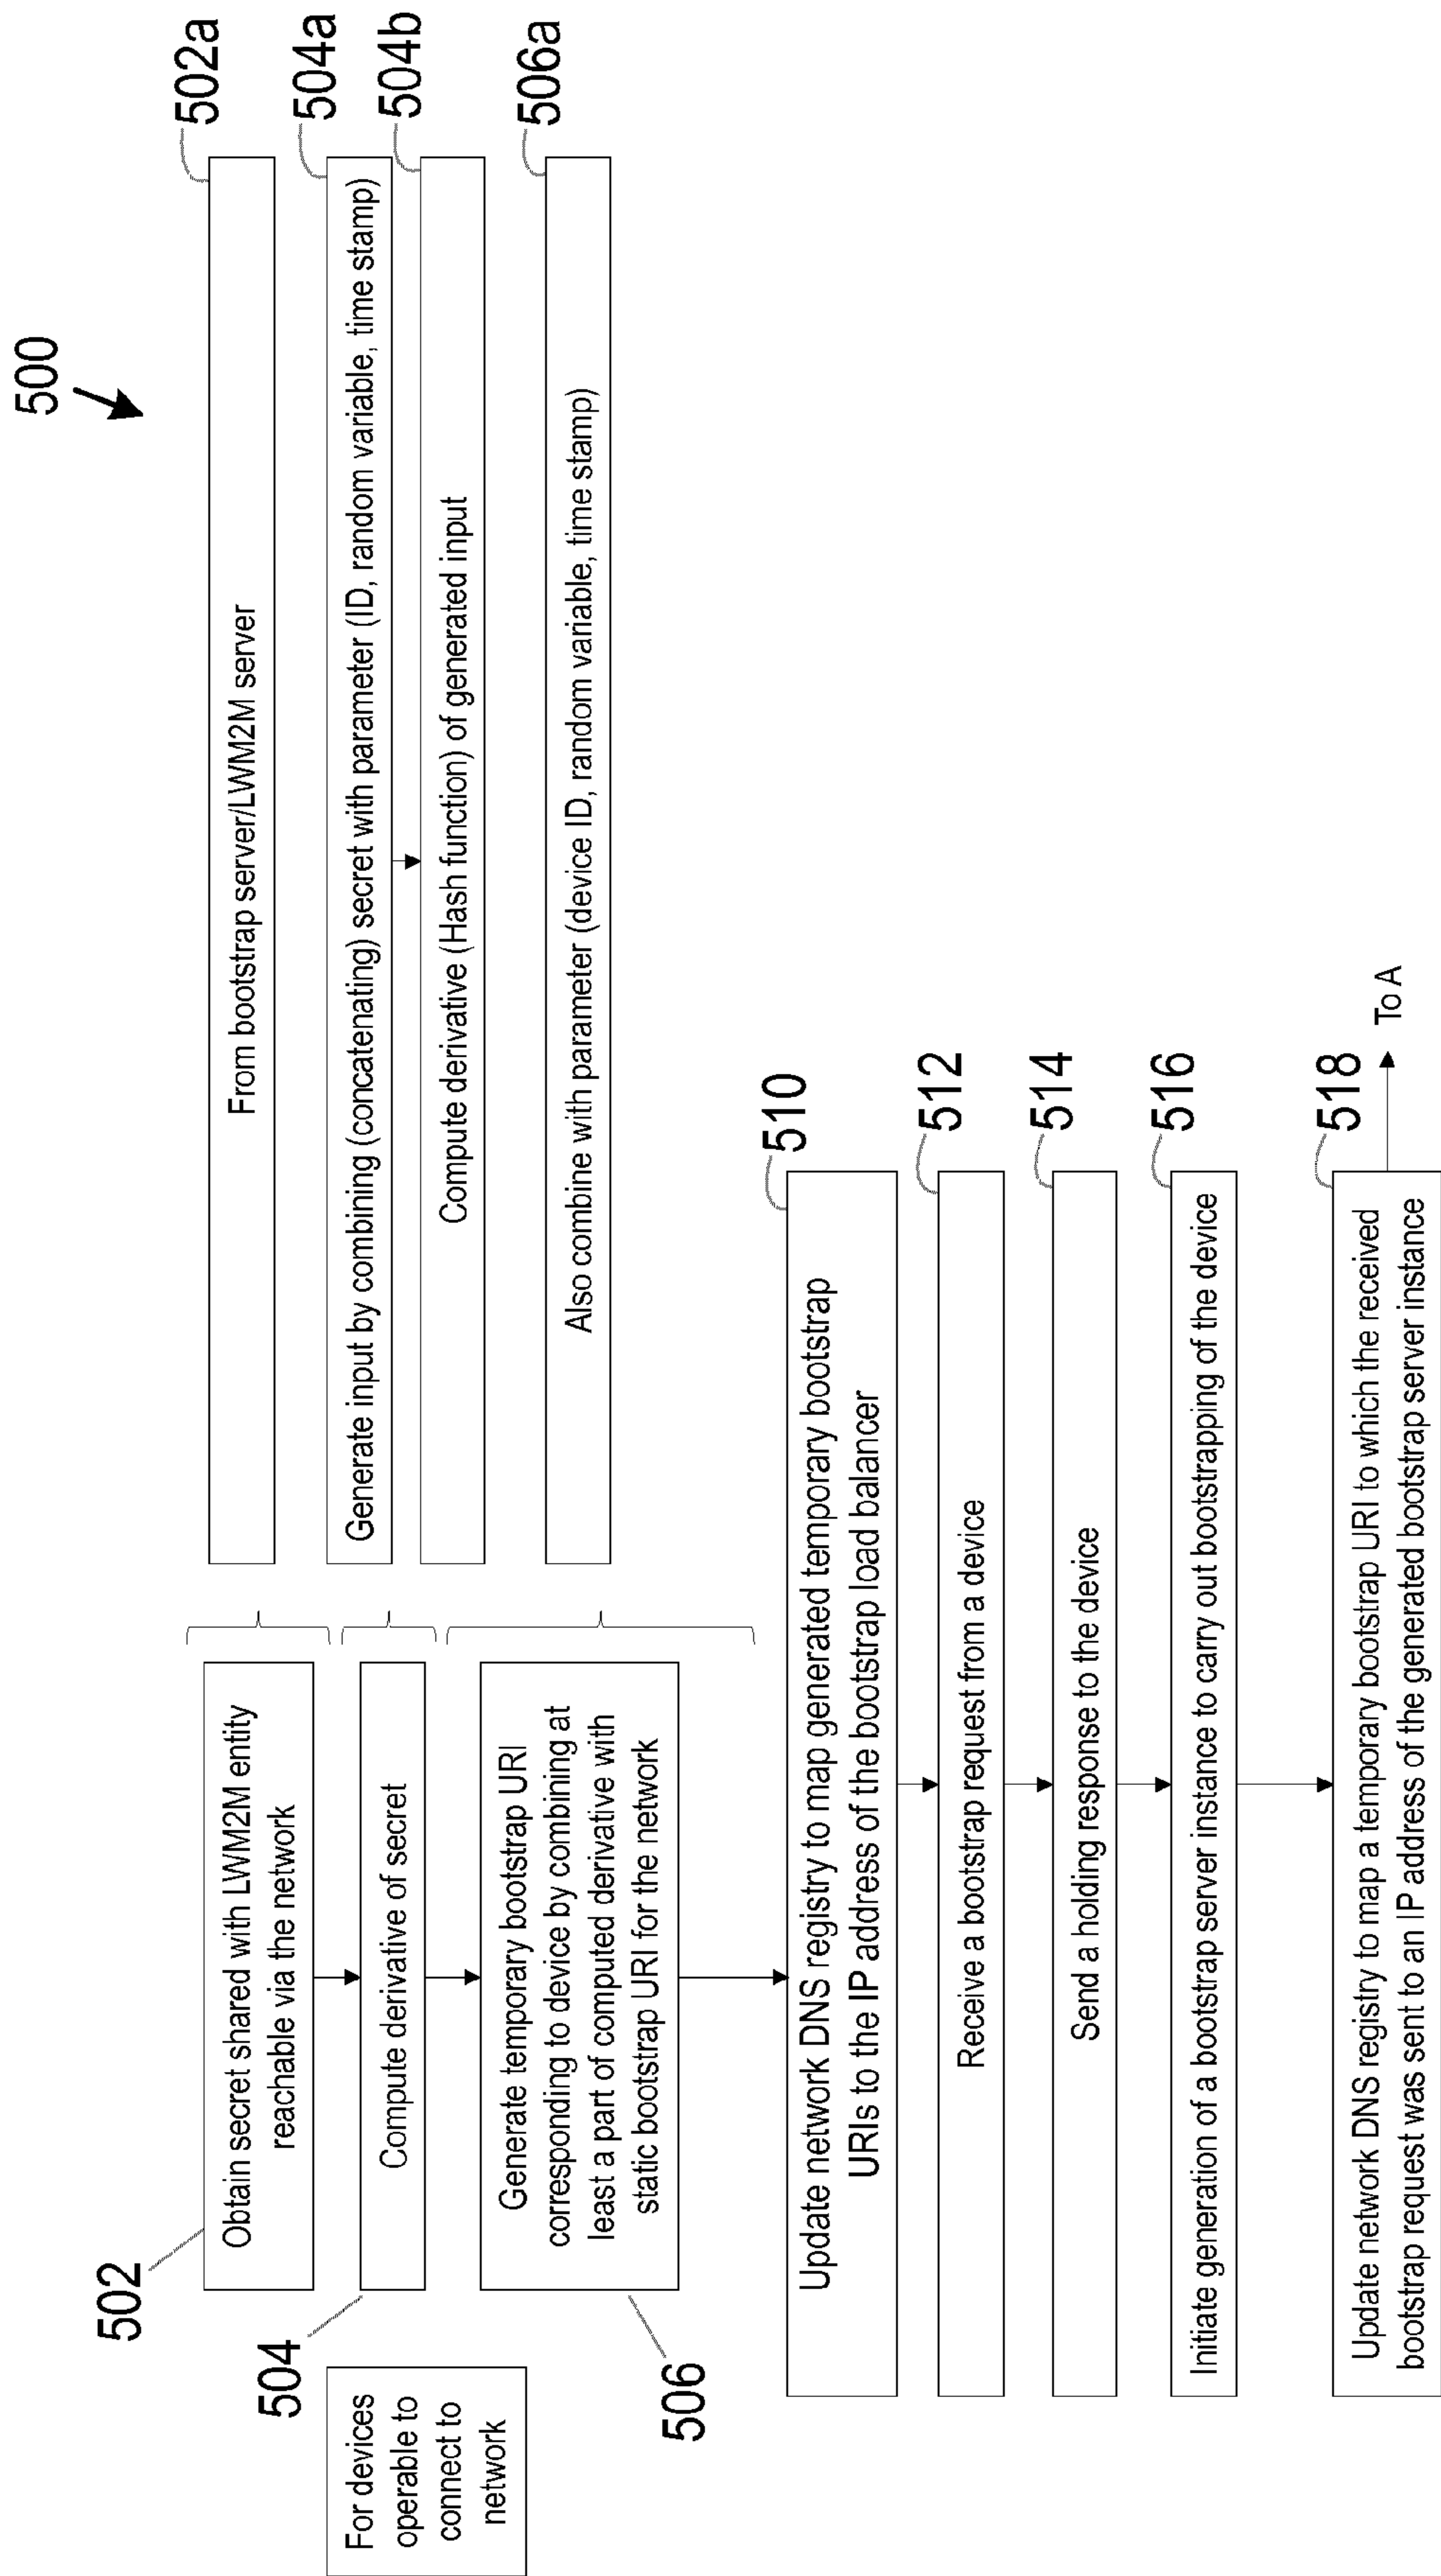 500
502
Obtain secret shared with LWM2M entity
reachable via the network
502a
From bootstrap server/LWM2M server
For devices
operable to
connect to
network
504
Compute derivative of secret
504a
Generate input by combining (concatenating) secret with parameter (ID, random variable, time stamp)
504b
Compute derivative (Hash function) of generated input
506
Generate temporary bootstrap URI
corresponding to device by combining at
least a part of computed derivative with
static bootstrap URI for the network
506a
Also combine with parameter (device ID, random variable, time stamp)
510
Update network DNS registry to map generated temporary bootstrap
URIs to the IP address of the bootstrap load balancer
512
Receive a bootstrap request from a device
514
Send a holding response to the device
516
Initiate generation of a bootstrap server instance to carry out bootstrapping of the device
518
Update network DNS registry to map a temporary bootstrap URI to which the received
bootstrap request was sent to an IP address of the generated bootstrap server instance
To A